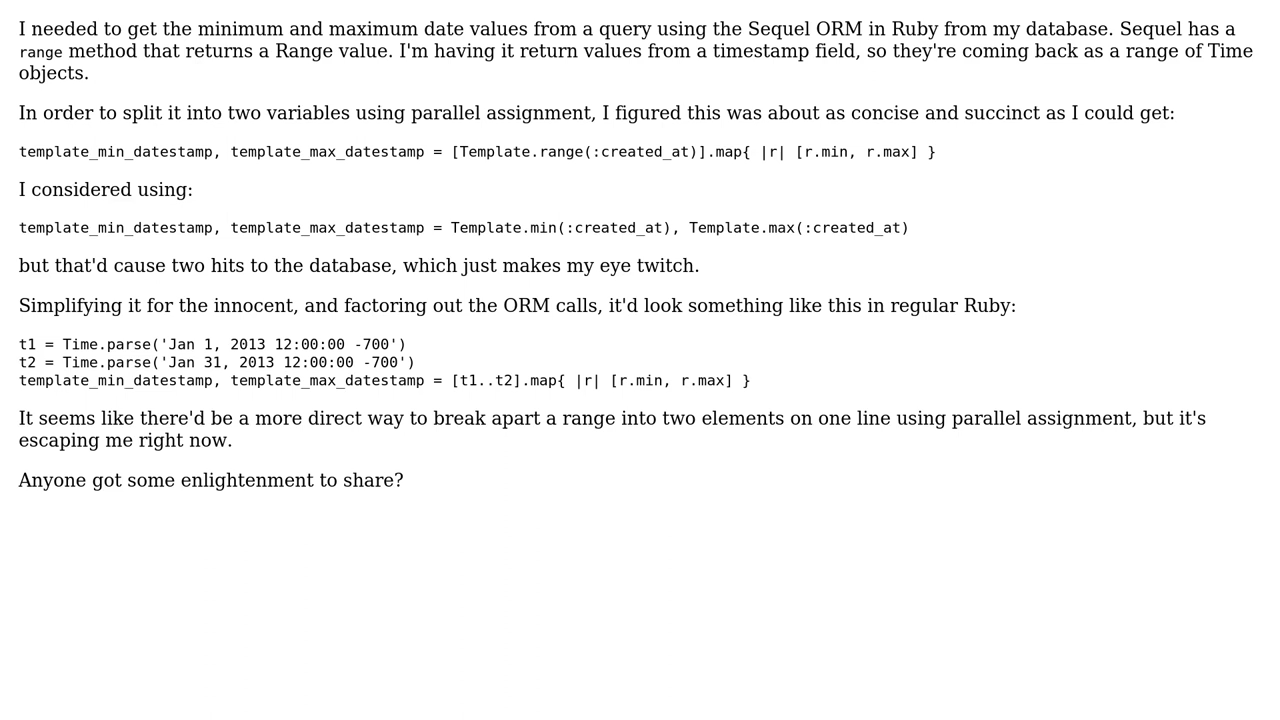 I needed to get the minimum and maximum date values from a query using the Sequel ORM in Ruby from my database. Sequel has a
range method that returns a Range value. I'm having it return values from a timestamp field, so they're coming back as a range of Time
objects.
In order to split it into two variables using parallel assignment, I figured this was about as concise and succinct as I could get:
template_min_datestamp, template_max_datestamp = [Template.range(:created_at)].map{ |r| [r.min, r.max] }
I considered using:
template_min_datestamp, template_max_datestamp = Template.min(:created_at), Template.max(:created_at)
but that'd cause two hits to the database, which just makes my eye twitch.
Simplifying it for the innocent, and factoring out the ORM calls, it'd look something like this in regular Ruby:
t1 = Time.parse('Jan 1, 2013 12:00:00 -700')
t2 = Time.parse('Jan 31, 2013 12:00:00 -700')
template_min_datestamp, template_max_datestamp = [t1..t2].map{ |r| [r.min, r.max] }
It seems like there'd be a more direct way to break apart a range into two elements on one line using parallel assignment, but it's
escaping me right now.
Anyone got some enlightenment to share?